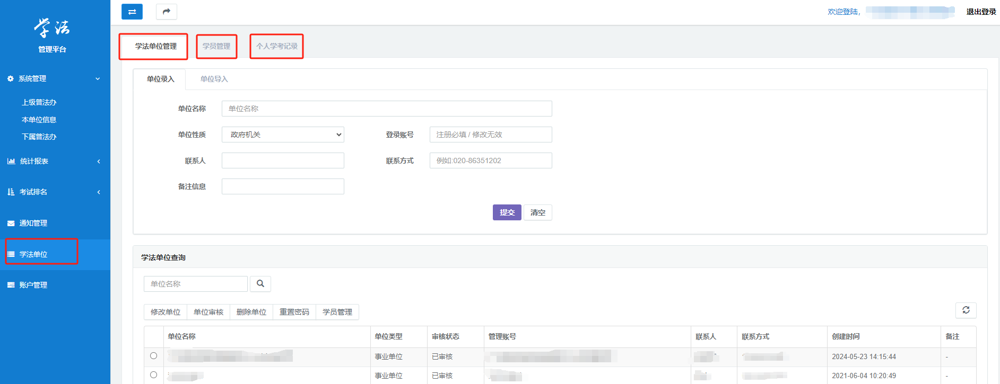 欢迎登陆,
退出登录
学法
管理平台
系统管理
上级普法办
本单位信息
下属普法办
统计报表
考试排名
通知管理
学法单位
账户管理
学法单位管理 学员管理 个人学考记录
单位录入 单位导入
单位名称 单位名称
单位性质 政府机关 登录账号 注册必填 / 修改无效
联系人 联系方式 例如:020-86351202
备注信息
提交 清空
学法单位查询
单位名称
修改单位 单位审核 删除单位 重置密码 学员管理
单位名称 单位类型 审核状态 管理账号 联系人 联系方式 创建时间 备注
事业单位 已审核 2024-05-23 14:15:44 -
事业单位 已审核 2021-06-04 10:20:49 -